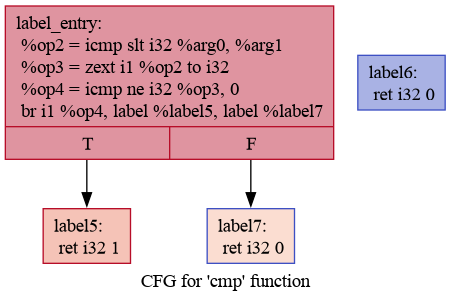 label_entry:
%op2 = icmp slt i32 %arg0, %arg1
%op3 = zext i1 %op2 to i32
%op4 = icmp ne i32 %op3, 0
br i1 %op4, label %label5, label %label7
T
F
label6:
ret i32 0
label5:
ret i32 1
label7:
ret i32 0
CFG for 'cmp' function